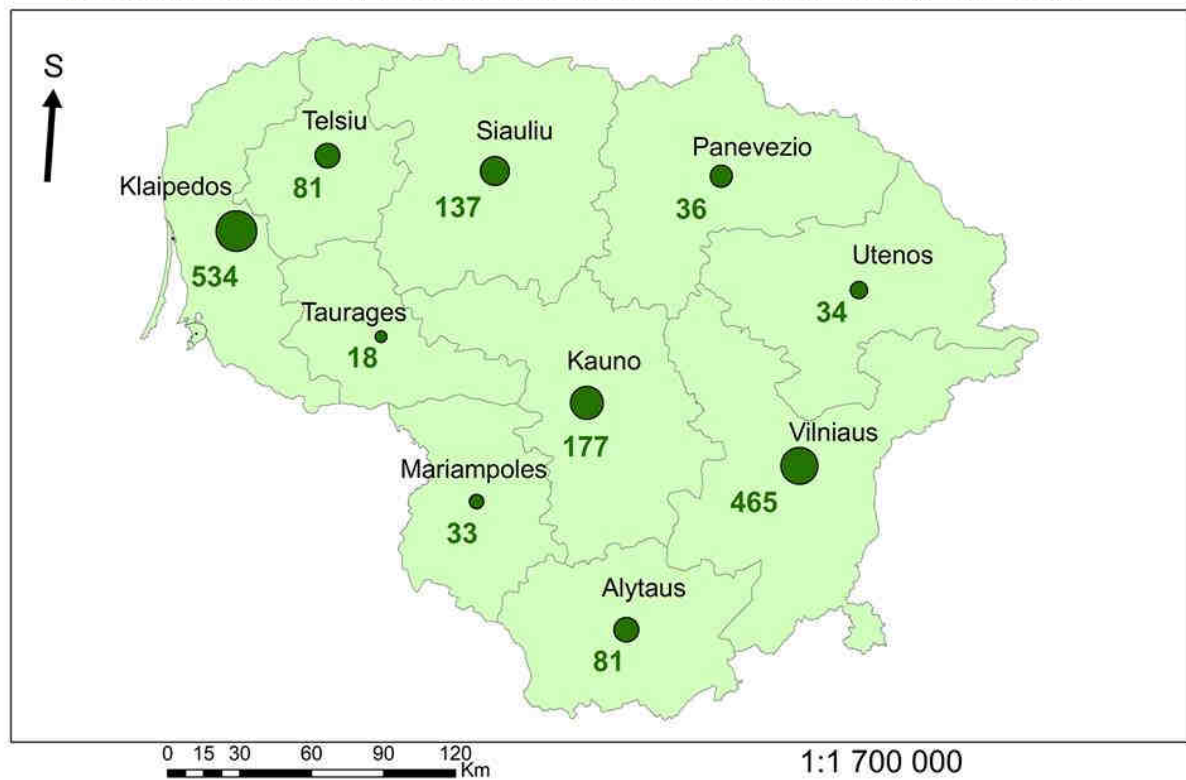 S
Telsiu
81
Siauliu
137
Panevezio
36
Klaipedos
534
Utenos
34
Taurages
18
Kauno
177
Vilniaus
465
Mariampoles
33
Alytaus
81
0 15 30 60 90 120
Km
1:1 700 000